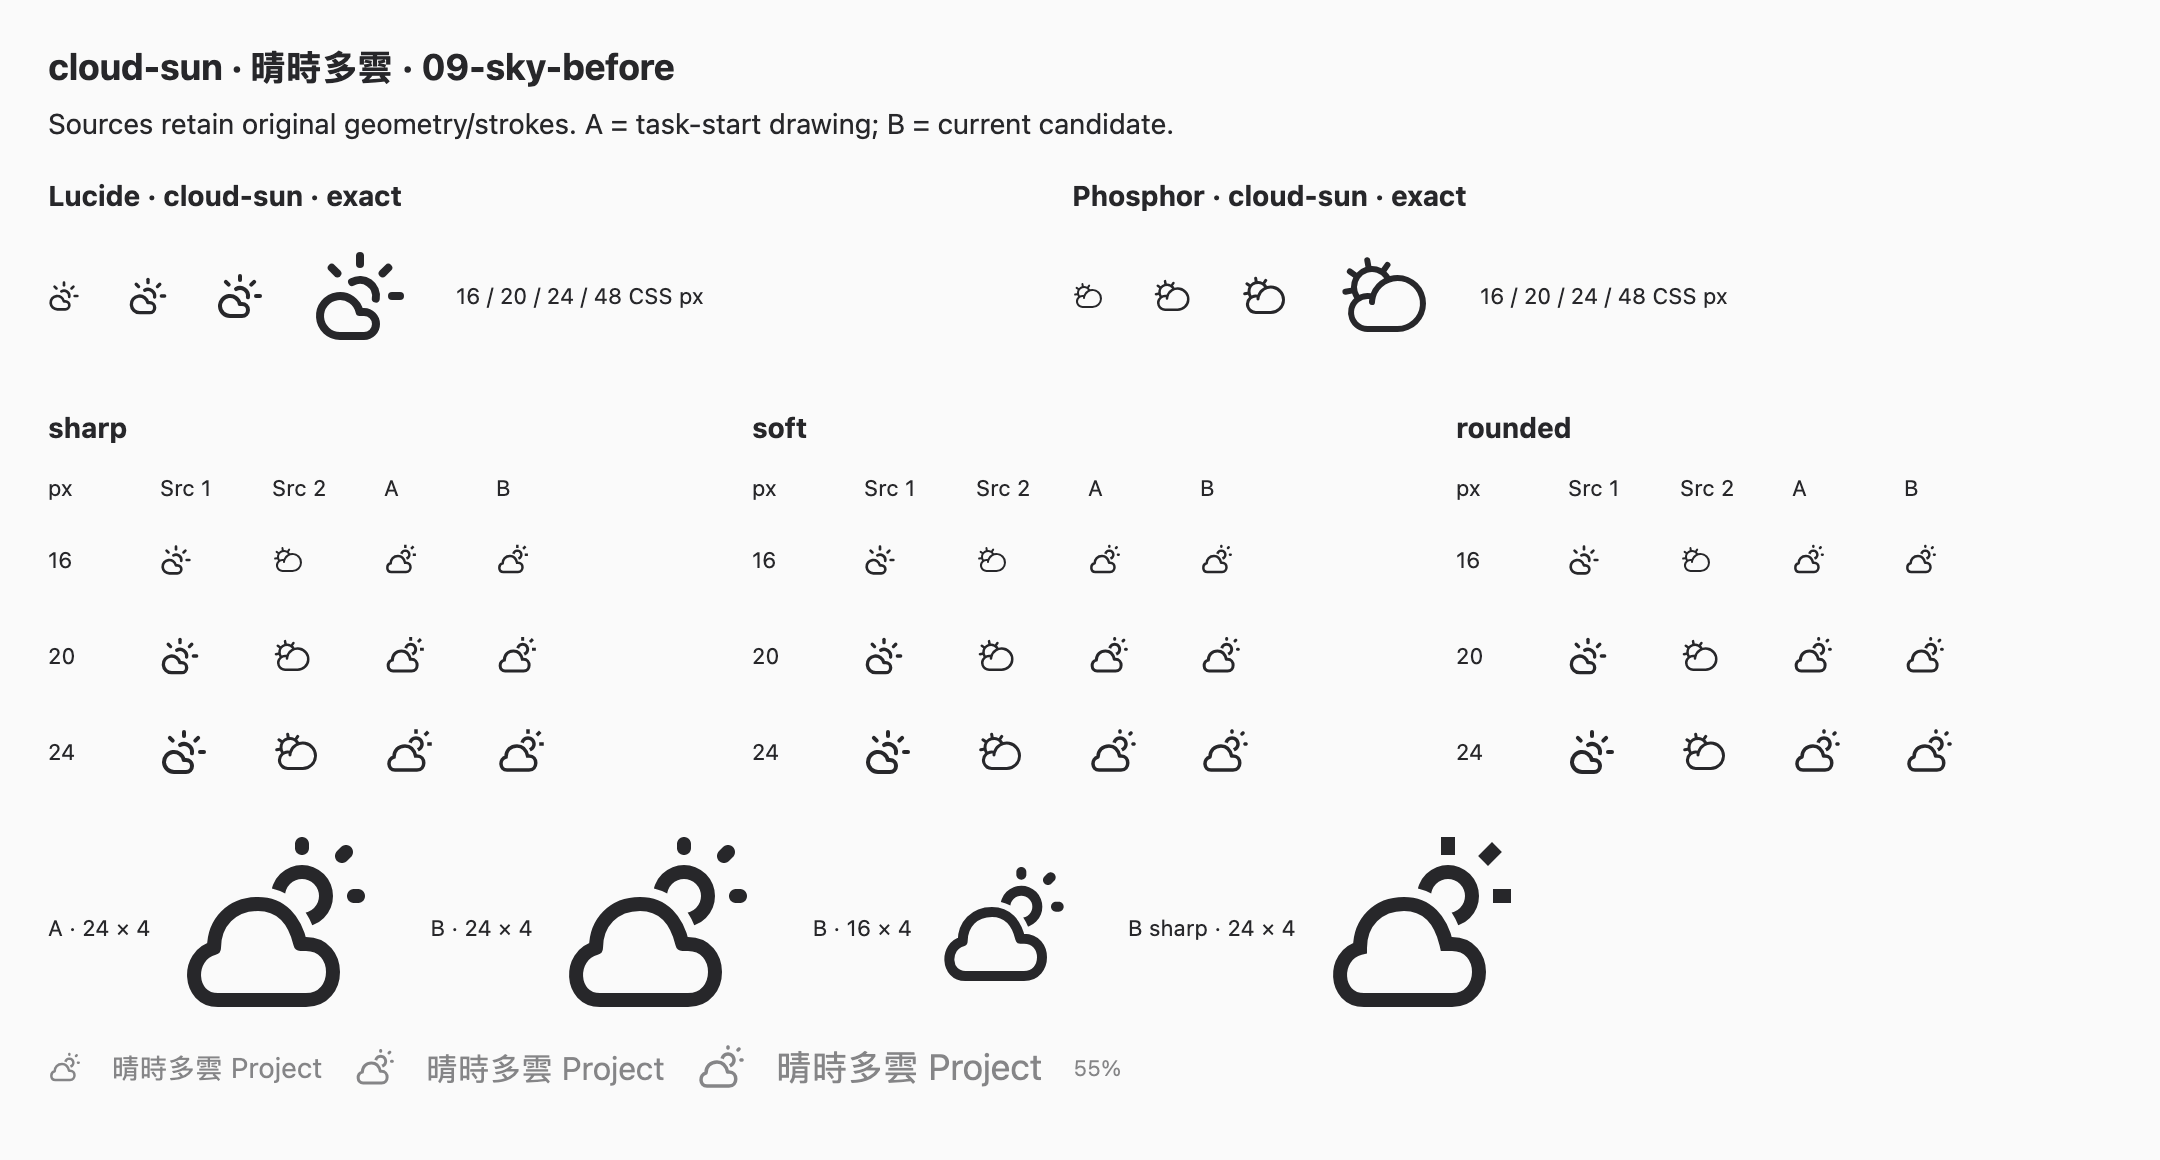 cloud-sun · 晴時多雲 · 09-sky-before
Sources retain original geometry/strokes. A = task-start drawing; B = current candidate.
Lucide · cloud-sun · exact
16 / 20 / 24 / 48 CSS px
Phosphor · cloud-sun · exact
16 / 20 / 24 / 48 CSS px
sharp
px Src 1 Src 2 A B
16
20
24
soft
px Src 1 Src 2 A B
16
20
24
rounded
px Src 1 Src 2 A B
16
20
24
A · 24 × 4
B · 24 × 4
B · 16 × 4
B sharp · 24 × 4
晴時多雲 Project 晴時多雲 Project 晴時多雲 Project 55%